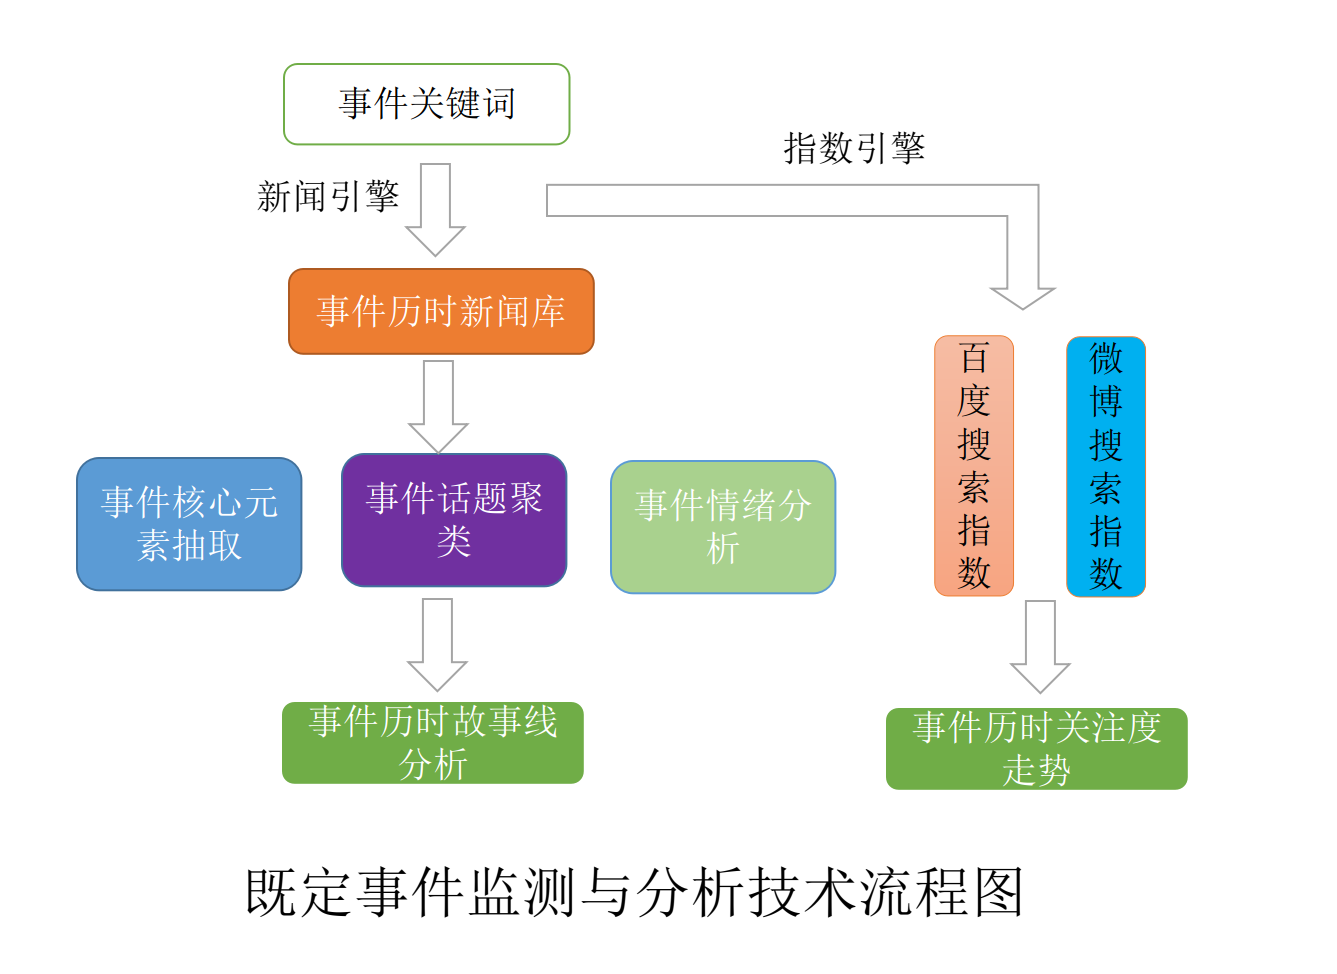 事件关键词
指数引擎
新闻引擎
事件历时新闻库
百
度
搜
索
指
数
微
博
搜
索
指
数
事件核心元
素抽取
事件话题聚
类
事件情绪分
析
事件历时故事线
分析
事件历时关注度
走势
既定事件监测与分析技术流程图